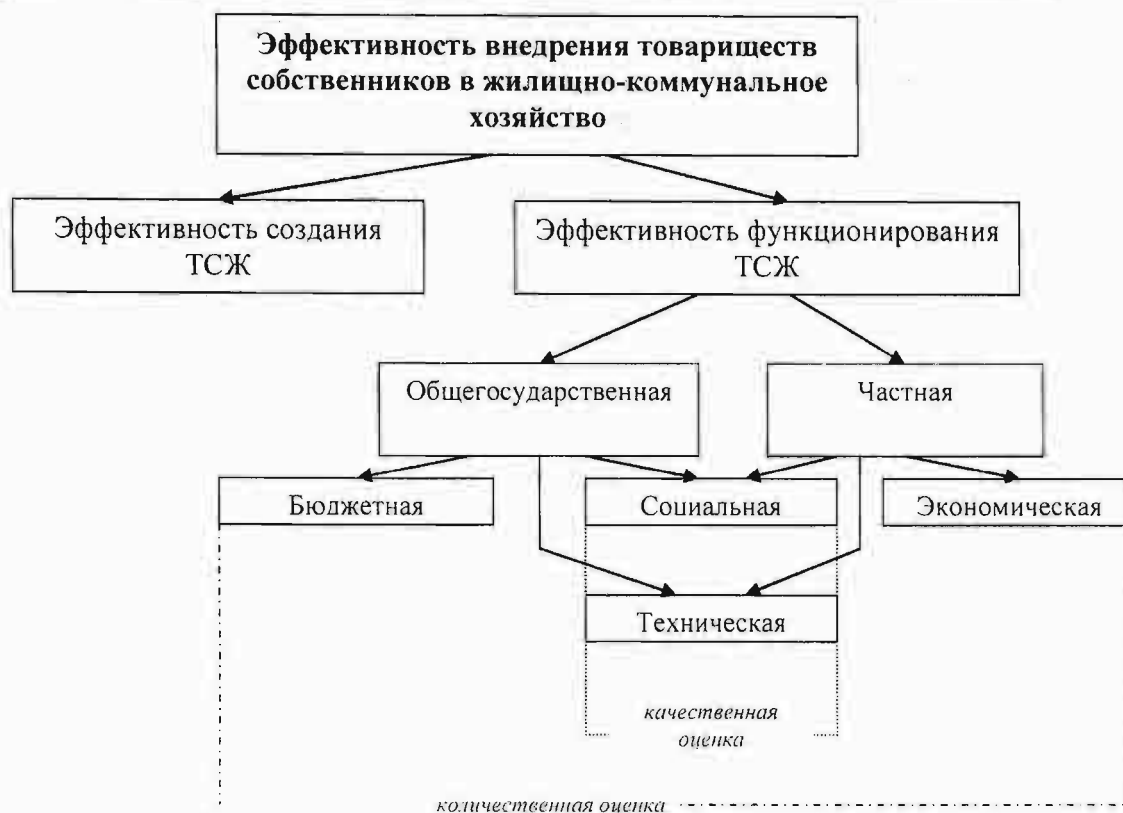 Эффективность внедрения товариществ
собственников в жилищно-коммунальное
хозяйство
Эффективность создания
ТСЖ
Эффективность функционирования
ТСЖ
Общегосударственная
Частная
Бюджетная
Социальная
Экономическая
Техническая
качественная
оценка
количественная оценка